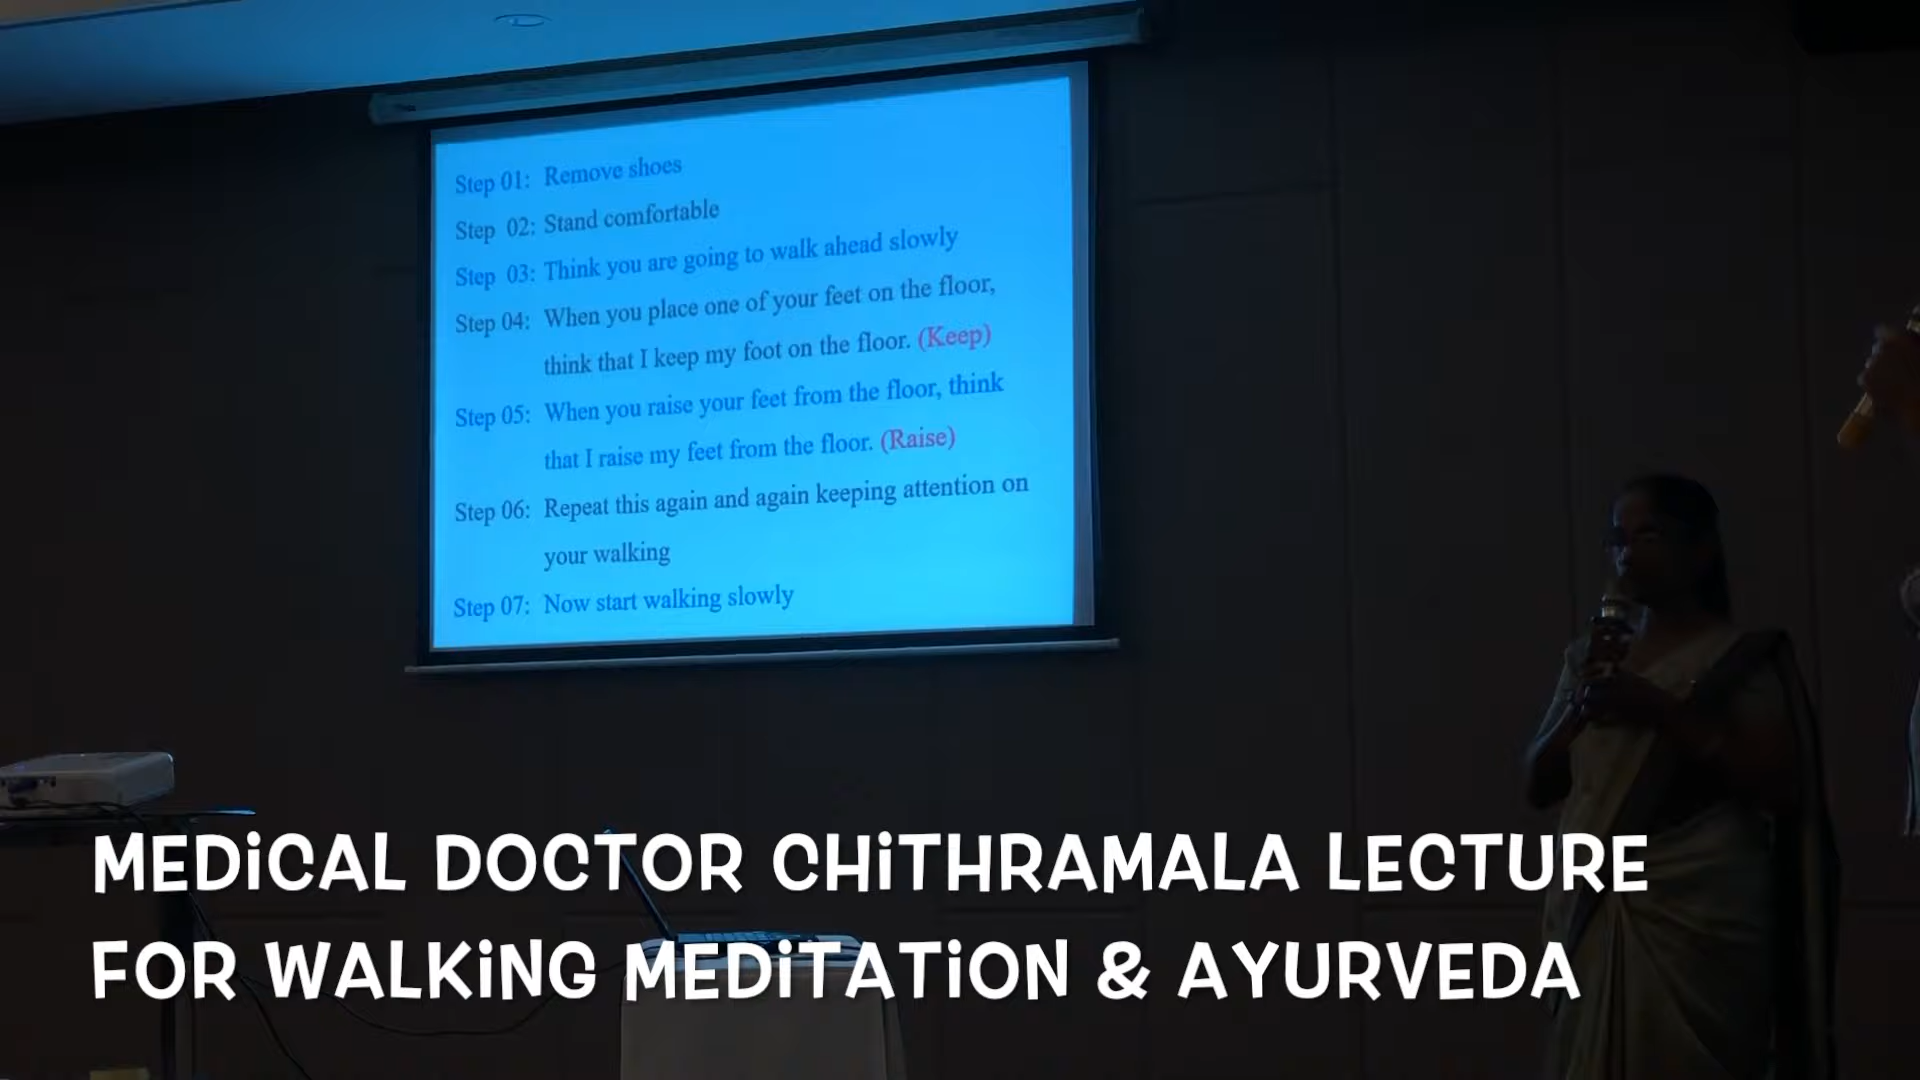 Step 01: Remove shoes
Step 02: Stand comfortable
Step 03: Think you are going to walk ahead slowly
Step 04: When you place one of your feet on the floor,
think that I keep my foot on the floor. (Keep)
Step 05: When you raise your feet from the floor, think
that I raise my feet from the floor. (Raise)
Step 06: Repeat this again and again keeping attention on
your walking
Step 07: Now start walking slowly
MEDiCAL DOCTOR CHiTHRAMALA LECTURE
FOR WALKiNG MEDiTATiON & AYURVEDA